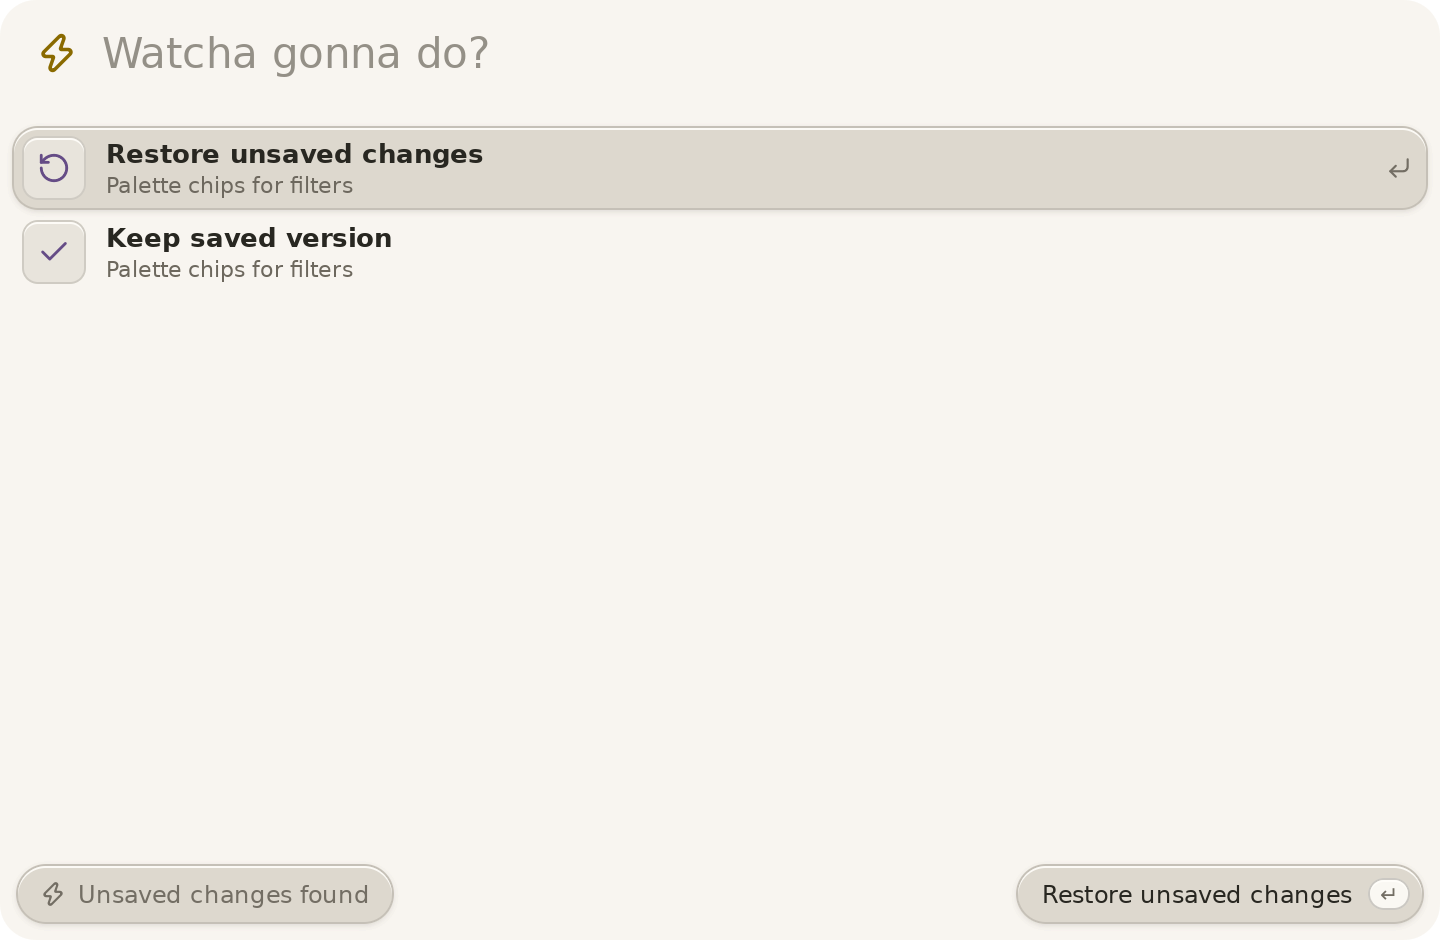 Watcha gonna do?
Restore unsaved changes
Palette chips for filters
Keep saved version
Palette chips for filters
Unsaved changes found
Restore unsaved changes